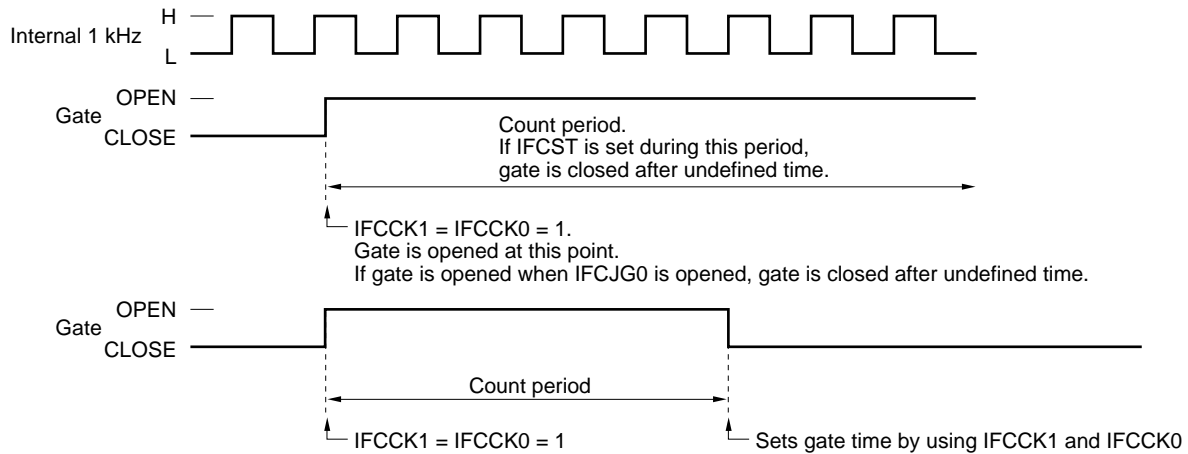 H
Internal 1 kHz
L
OPEN
Gate
CLOSE
Count period.
If IFCST is set during this period,
gate is closed after undefined time.
IFCCK1 = IFCCK0 = 1.
Gate is opened at this point.
If gate is opened when IFCJG0 is opened, gate is closed after undefined time.
OPEN
Gate
CLOSE
Count period
IFCCK1 = IFCCK0 = 1
Sets gate time by using IFCCK1 and IFCCK0